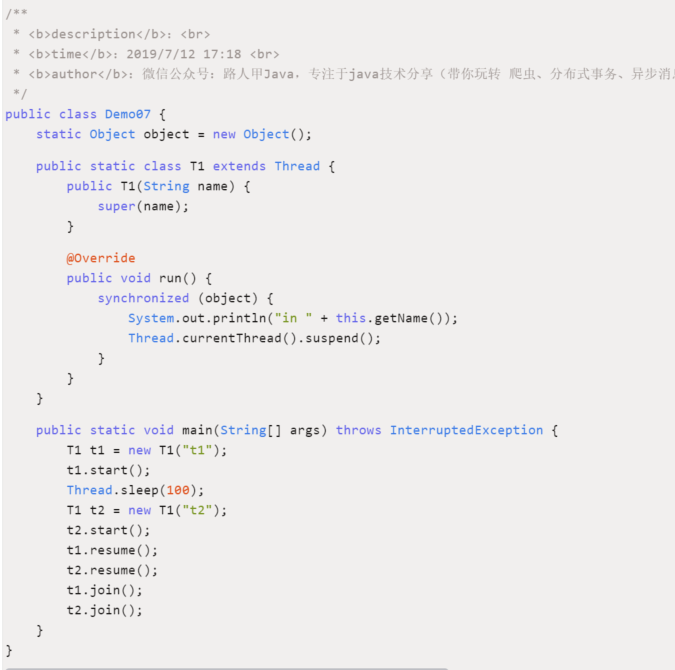 /**
 * <b>description</b>：<br>
 * <b>time</b>：2019/7/12 17:18 <br>
 * <b>author</b>：微信公众号：路人甲Java，专注于java技术分享（带你玩转 爬虫、分布式事务、异步消
 */
public class Demo07 {
    static Object object = new Object();
    public static class T1 extends Thread {
        public T1(String name) {
            super(name);
        }
        @Override
        public void run() {
            synchronized (object) {
                System.out.println("in " + this.getName());
                Thread.currentThread().suspend();
            }
        }
    }
    public static void main(String[] args) throws InterruptedException {
        T1 t1 = new T1("t1");
        t1.start();
        Thread.sleep(100);
        T1 t2 = new T1("t2");
        t2.start();
        t1.resume();
        t2.resume();
        t1.join();
        t2.join();
    }
}